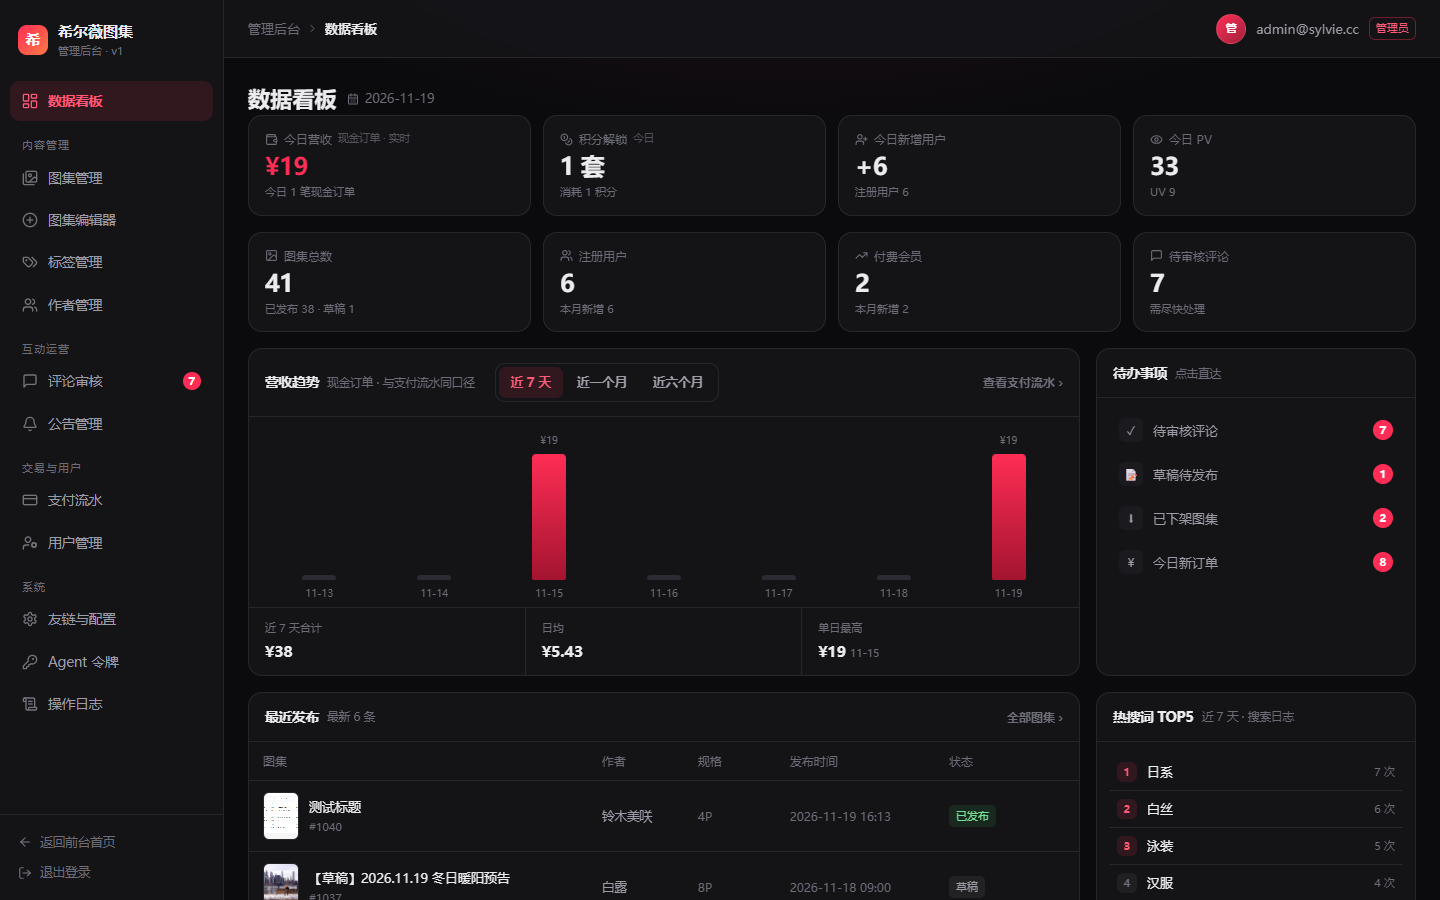 希
希尔薇图集
管理后台 · v1
数据看板
内容管理
图集管理
图集编辑器
标签管理
作者管理
互动运营
评论审核
7
公告管理
交易与用户
支付流水
用户管理
系统
友链与配置
Agent 令牌
操作日志
返回前台首页
退出登录
管理后台 › 数据看板
管 admin@sylvie.cc 管理员
数据看板 2026-11-19
今日营收 现金订单 · 实时
¥19
今日 1 笔现金订单
积分解锁 今日
1 套
消耗 1 积分
今日新增用户
+6
注册用户 6
今日 PV
33
UV 9
图集总数
41
已发布 38 · 草稿 1
注册用户
6
本月新增 6
付费会员
2
本月新增 2
待审核评论
7
需尽快处理
营收趋势 现金订单 · 与支付流水同口径
近 7 天 近一个月 近六个月
查看支付流水 ›
¥19 ¥19
11-13 11-14 11-15 11-16 11-17 11-18 11-19
近 7 天合计
¥38
日均
¥5.43
单日最高
¥19 11-15
待办事项 点击直达
✓ 待审核评论 7
草稿待发布 1
已下架图集 2
¥ 今日新订单 8
最近发布 最新 6 条
全部图集 ›
图集 作者 规格 发布时间 状态
测试标题
#1040
铃木美咲 4P 2026-11-19 16:13 已发布
【草稿】2026.11.19 冬日暖阳预告
#1037
白露 8P 2026-11-18 09:00 草稿
热搜词 TOP5 近 7 天 · 搜索日志
1 日系 7 次
2 白丝 6 次
3 泳装 5 次
4 汉服 4 次